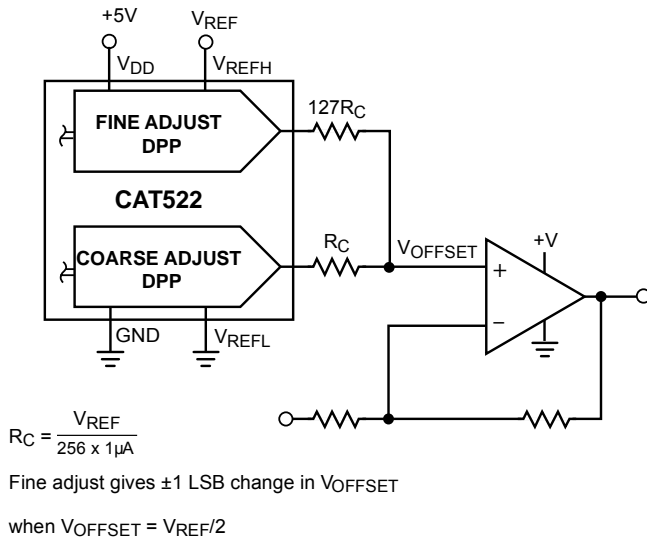 +5V
VREF
VDD
VREFH
FINE ADJUST
DPP
127RC
CAT522
COARSE ADJUST
DPP
RC
VOFFSET
+V
+
−
GND
VREFL
RC = VREF / 256 x 1µA
Fine adjust gives ±1 LSB change in VOFFSET
when VOFFSET = VREF/2